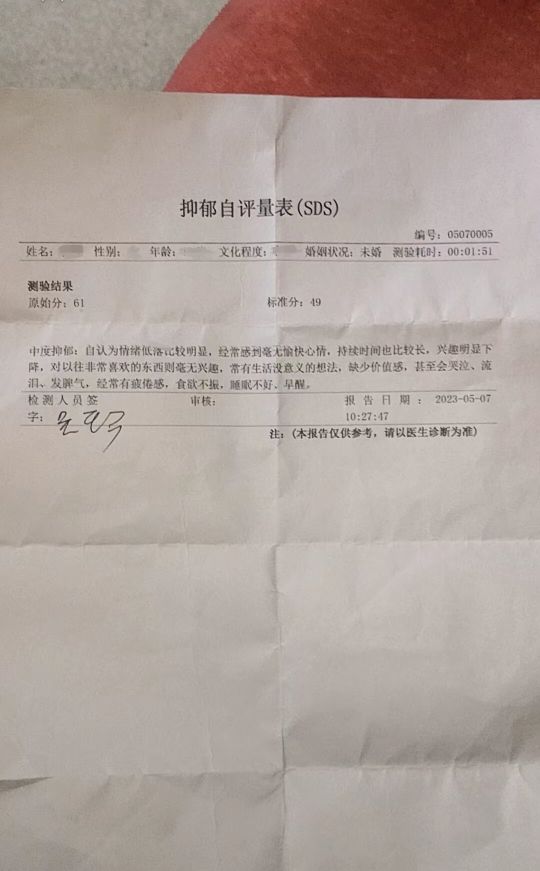 抑郁自评量表(SDS)
编号: 05070005
姓名: 性别: 年龄: 文化程度: 婚姻状况: 未婚 测验耗时: 00:01:51
测验结果
原始分: 61 标准分: 49
中度抑郁: 自认为情绪低落比较明显, 经常感到毫无愉快心情, 持续时间也比较长, 兴趣明显下
降, 对以往非常喜欢的东西则毫无兴趣, 常有生活没意义的想法, 缺少价值感, 甚至会哭泣、流
泪、发脾气, 经常有疲倦感, 食欲不振, 睡眠不好、早醒。
检测人员签 审核: 报告日期: 2023-05-07
字: 10:27:47
注: (本报告仅供参考, 请以医生诊断为准)